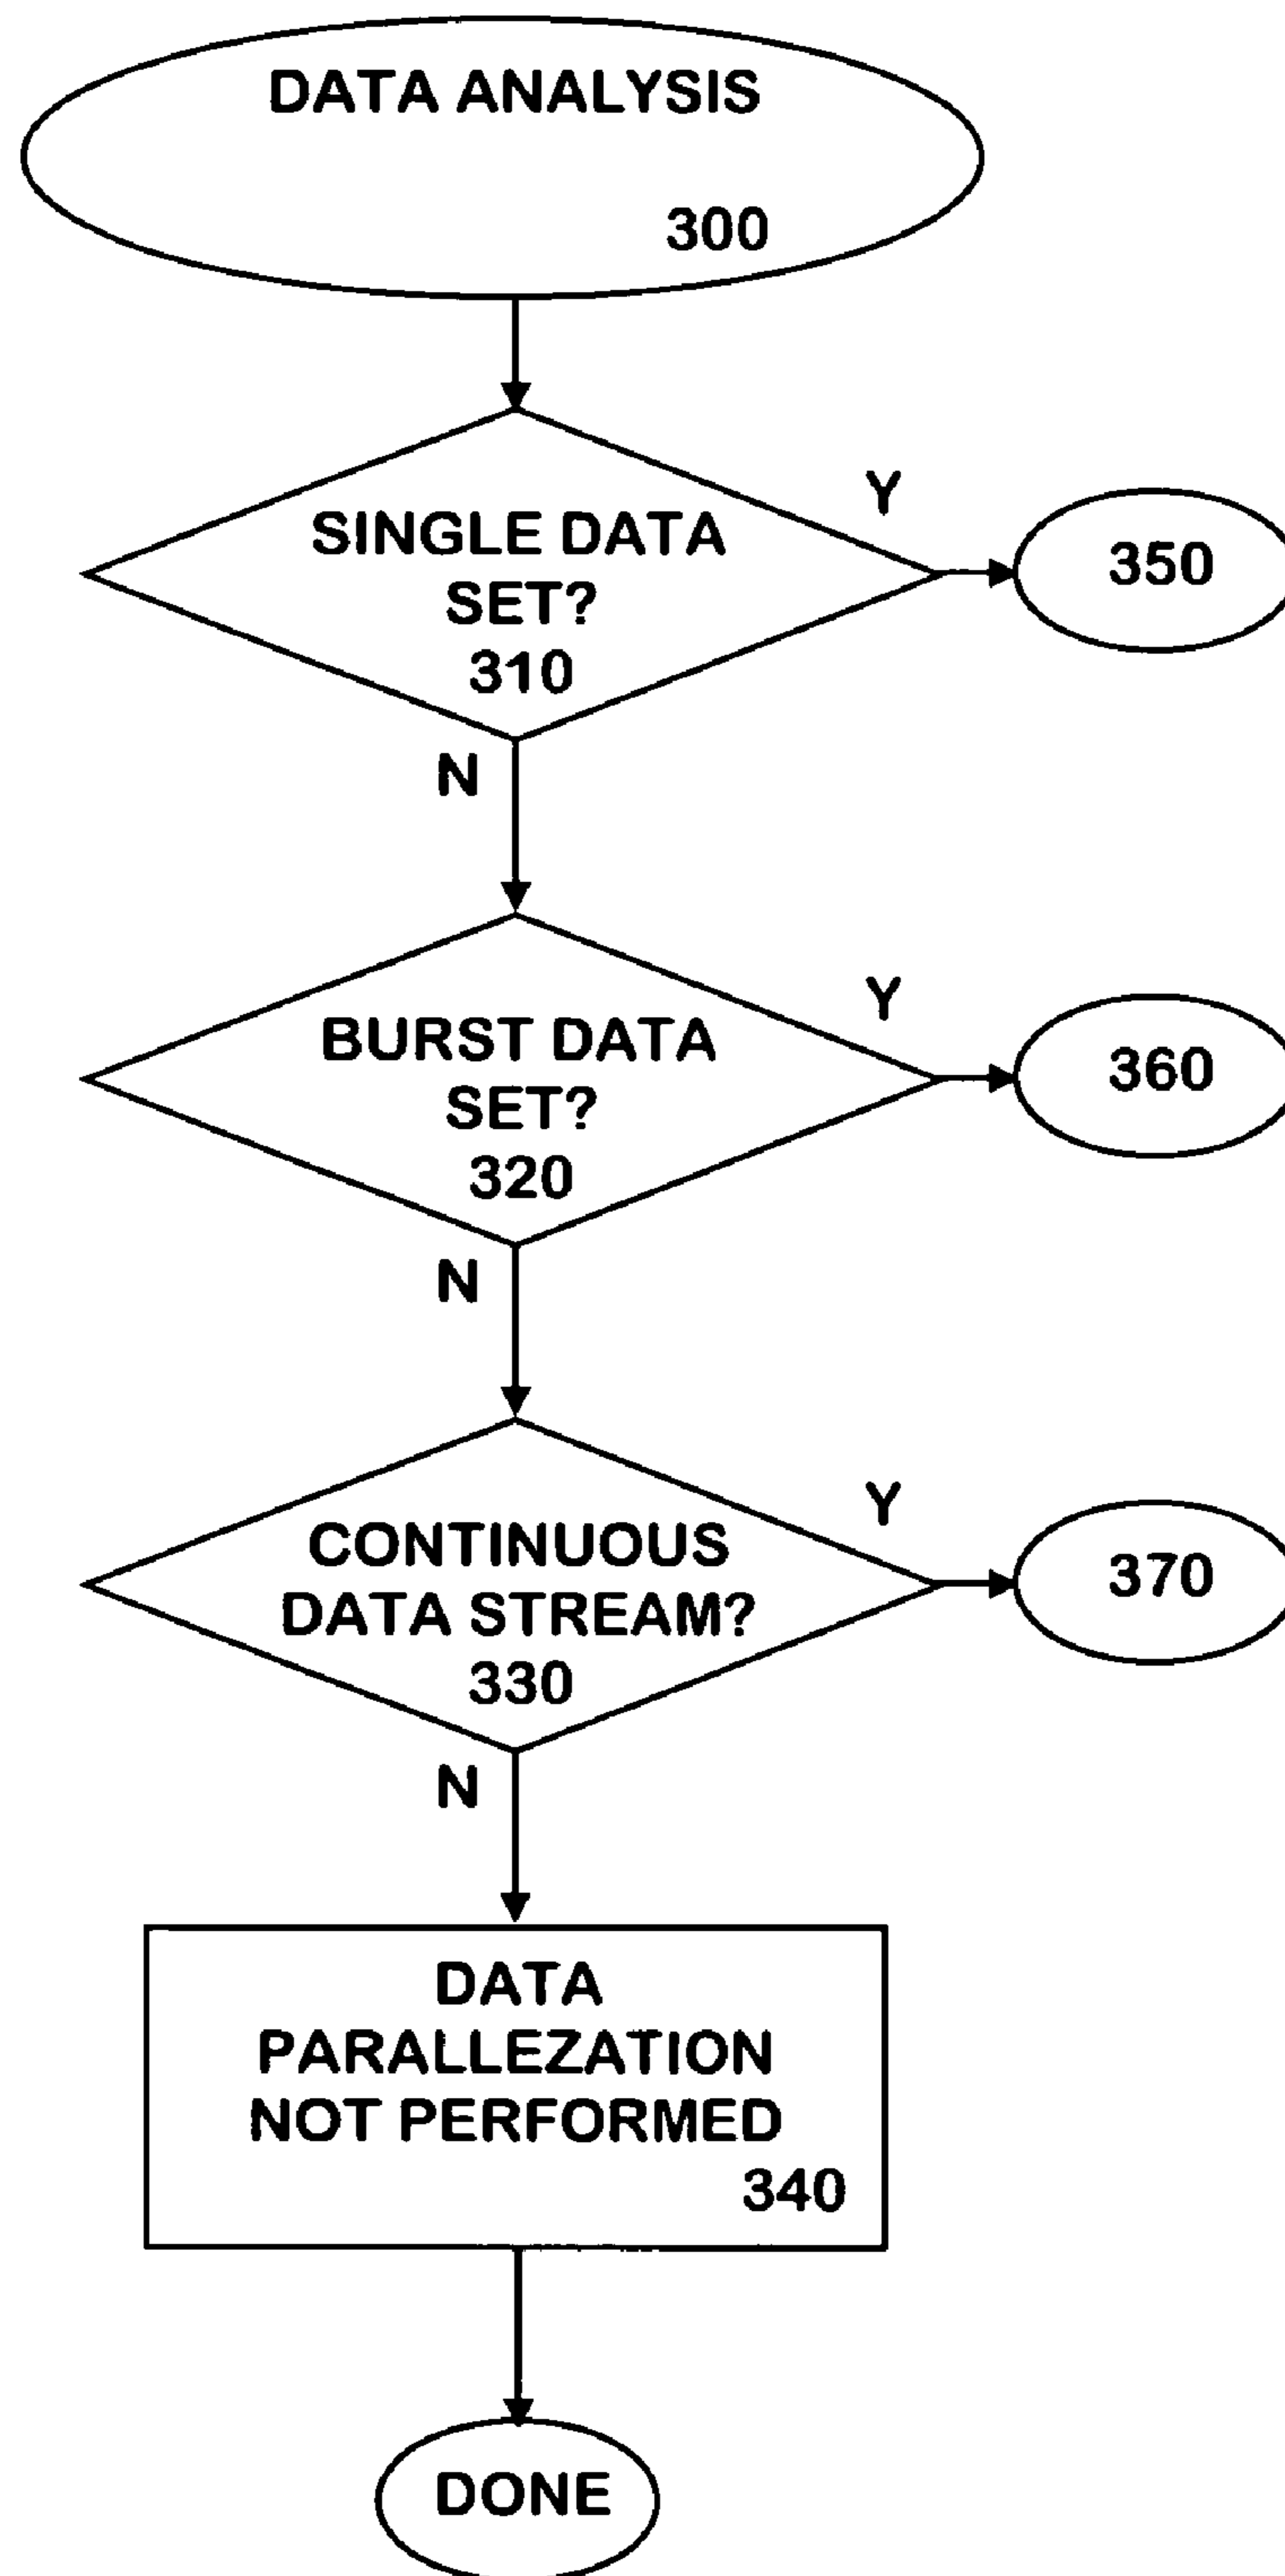 DATA ANALYSIS
300
SINGLE DATA
SET?
310
Y
350
N
BURST DATA
SET?
320
Y
360
N
CONTINUOUS
DATA STREAM?
330
Y
370
N
DATA
PARALLEZATION
NOT PERFORMED
340
DONE